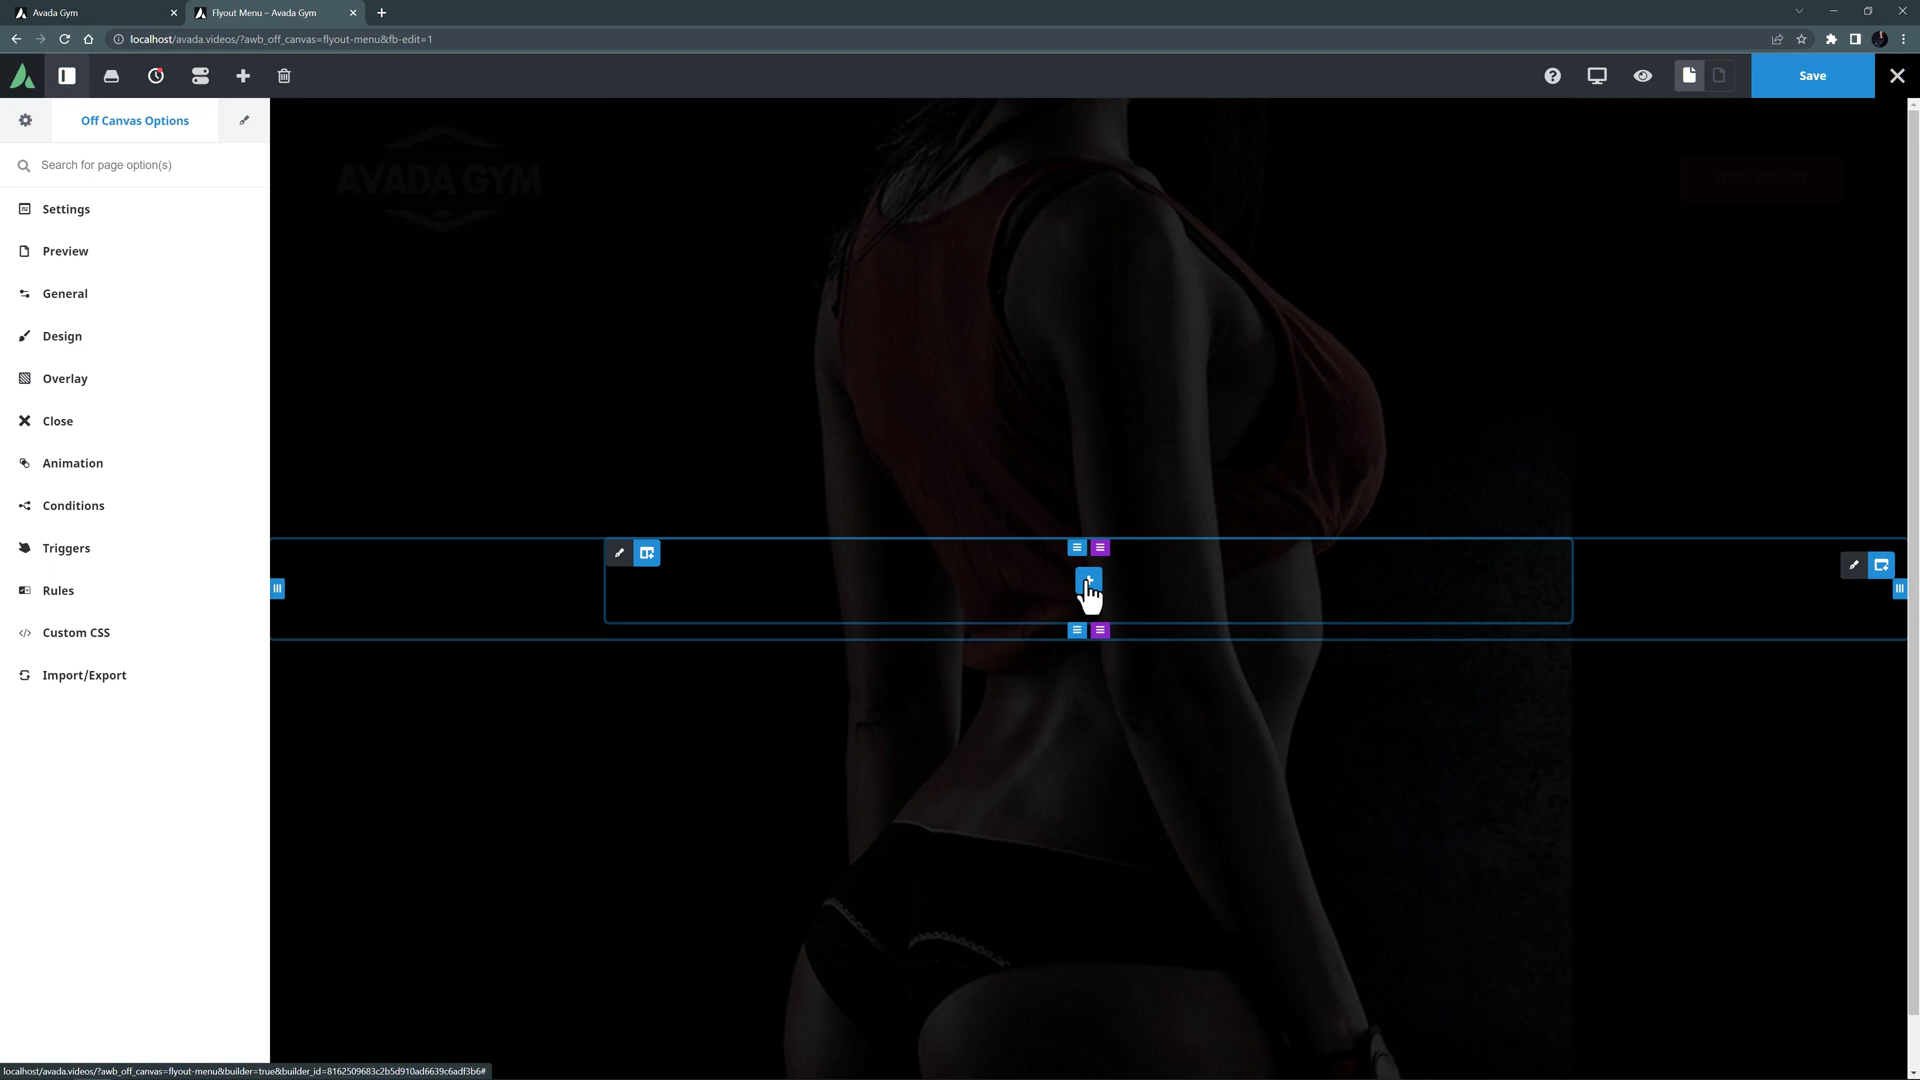 Avada Gym
Flyout Menu – Avada Gym
localhost/avada.videos/?awb_off_canvas=flyout-menu&fb-edit=1
Save
Off Canvas Options
Search for page option(s)
AVADA GYM
Settings
Preview
General
Design
Overlay
Close
Animation
Conditions
Triggers
Rules
Custom CSS
Import/Export
localhost/avada.videos/?awb_off_canvas=flyout-menu&builder=true&builder_id=8162509683c2b5d910ad6639c6adf3b6#